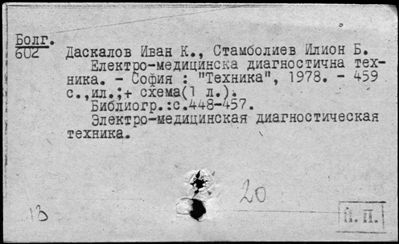 Болг.
602
Даскалов Иван К., Стамболиев Илион Б.
Електро-медицинска диагностична тех-
ника. - София : "Техника", 1978. - 459
с.,ил.;+ схема(1 л.).
Библиогр.:с.448-457.
Электро-медицинская диагностическая
техника.
20
13
П. П.